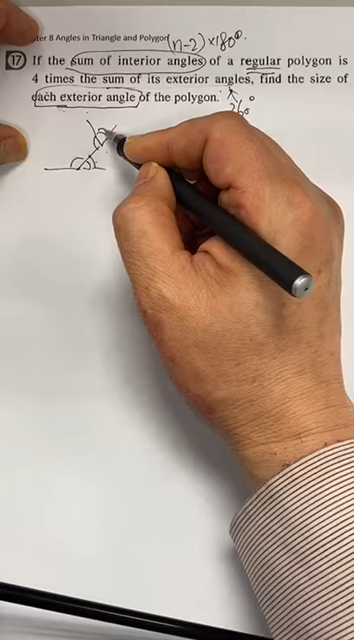 ter 8 Angles in Triangle and Polygon (n-2)×180°
17 If the sum of interior angles of a regular polygon is
4 times the sum of its exterior angles, find the size of
each exterior angle of the polygon.
360°